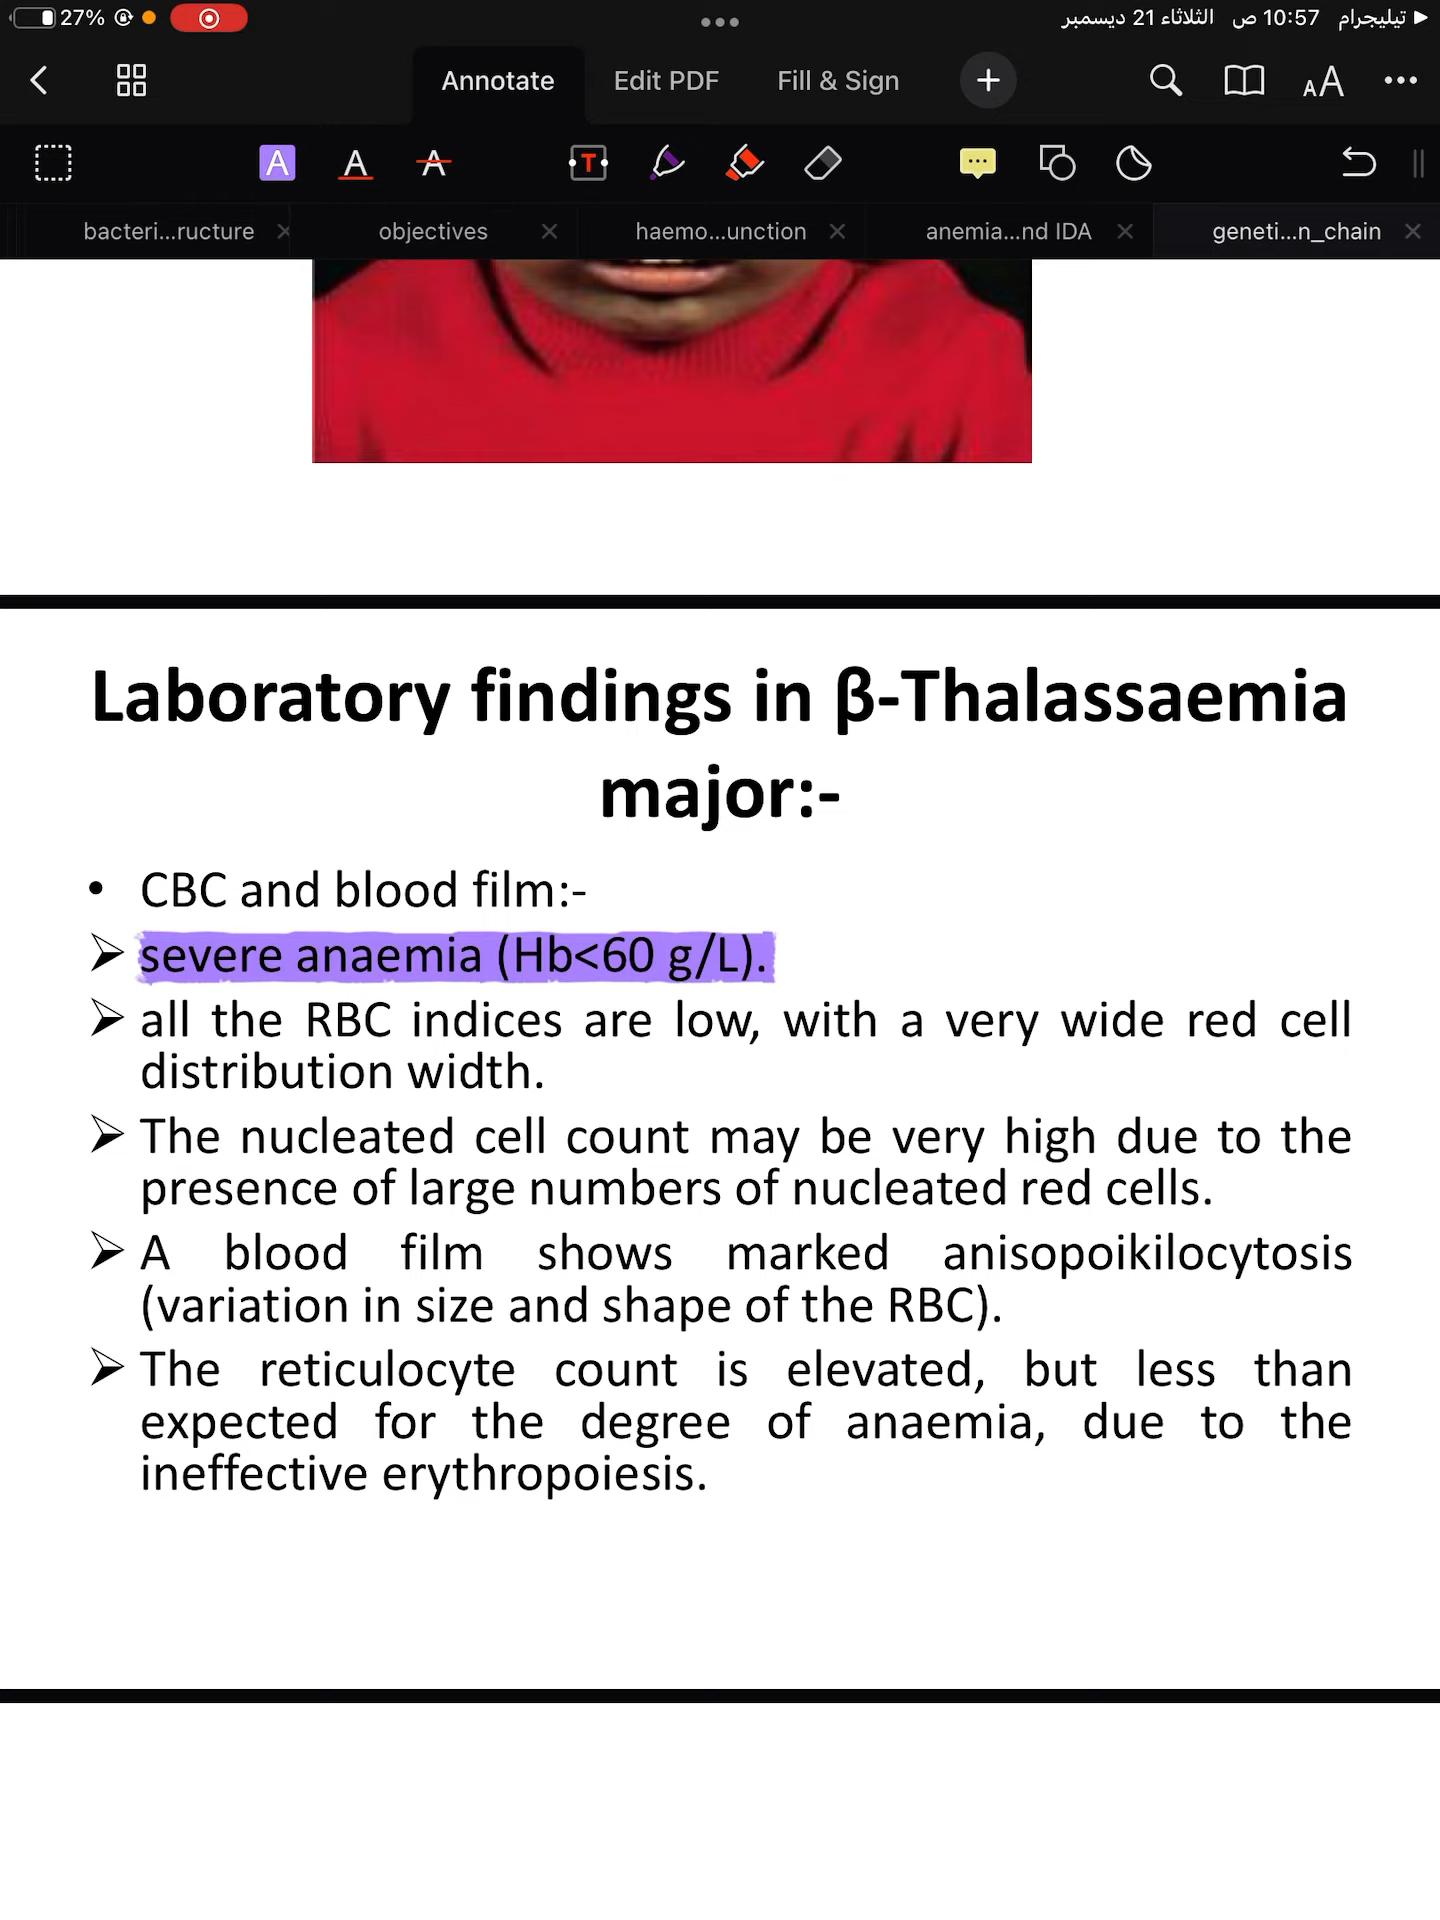 27%
تيليجرام 10:57 ص الثلاثاء 21 ديسمبر
Annotate Edit PDF Fill & Sign
bacteri...ructure objectives haemo...unction anemia...nd IDA geneti...n_chain
Laboratory findings in β-Thalassaemia
major:-
• CBC and blood film:-
➢ severe anaemia (Hb<60 g/L).
➢ all the RBC indices are low, with a very wide red cell
distribution width.
➢ The nucleated cell count may be very high due to the
presence of large numbers of nucleated red cells.
➢ A blood film shows marked anisopoikilocytosis
(variation in size and shape of the RBC).
➢ The reticulocyte count is elevated, but less than
expected for the degree of anaemia, due to the
ineffective erythropoiesis.